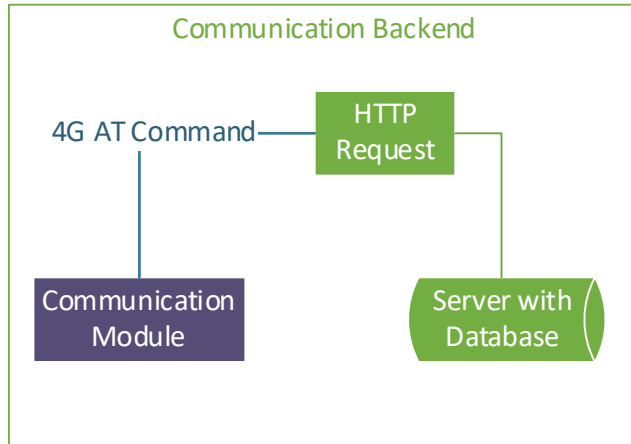 Communication Backend
4G AT Command
HTTP
Request
Communication
Module
Server with
Database